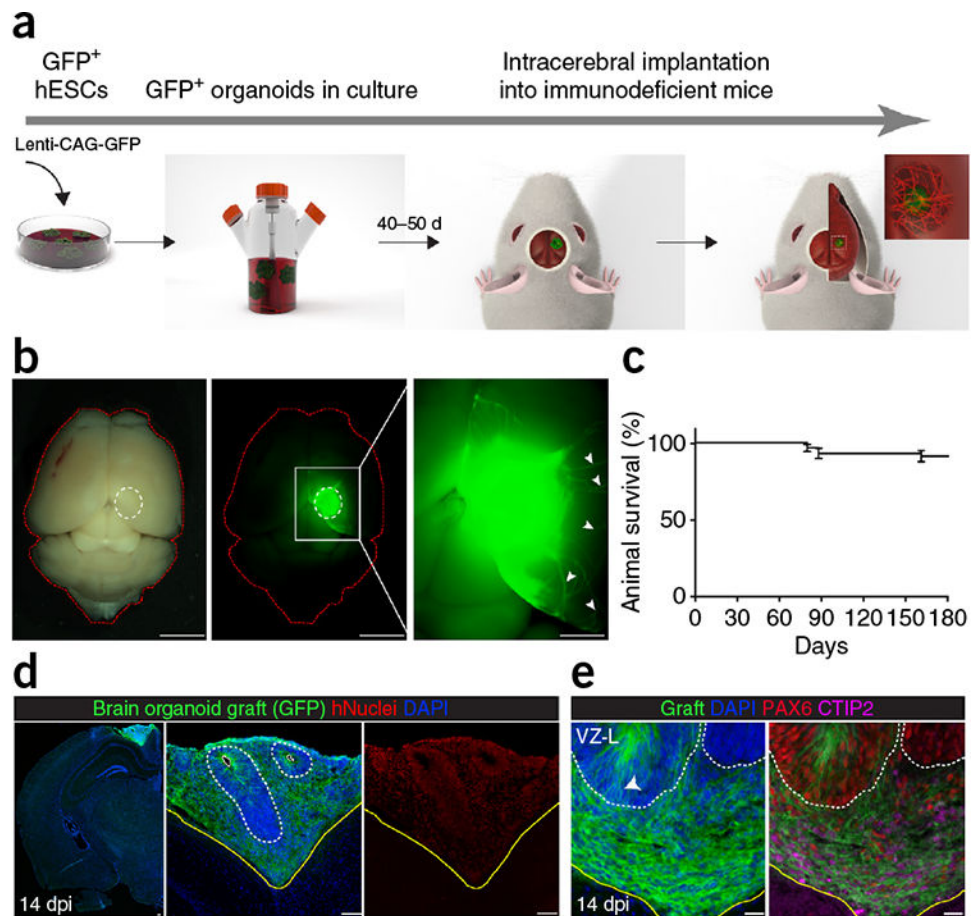 a
GFP+
hESCs
GFP+ organoids in culture
Intracerebral implantation
into immunodeficient mice
Lenti-CAG-GFP
40–50 d
b
c
Animal survival (%)
100
50
0
0 30 60 90 120 150 180
Days
d
Brain organoid graft (GFP) hNuclei DAPI
14 dpi
e
Graft DAPI PAX6 CTIP2
VZ-L
14 dpi